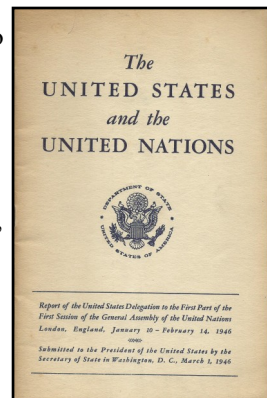 The
UNITED STATES
and the
UNITED NATIONS
DEPARTMENT OF STATE
UNITED STATES OF AMERICA
Report of the United States Delegation to the First Part of the
First Session of the General Assembly of the United Nations
London, England, January 10 – February 14, 1946
Submitted to the President of the United States by the
Secretary of State in Washington, D. C., March 1, 1946